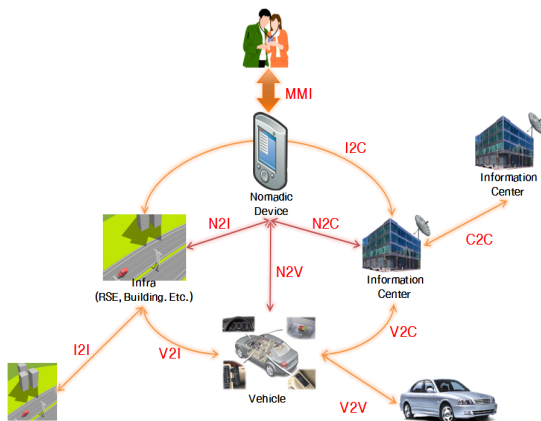 MMI
I2C
Information
Center
Nomadic
Device
N2I
N2C
C2C
Infra
(RSE, Building. Etc.)
N2V
Information
Center
I2I
V2I
V2C
Vehicle
V2V